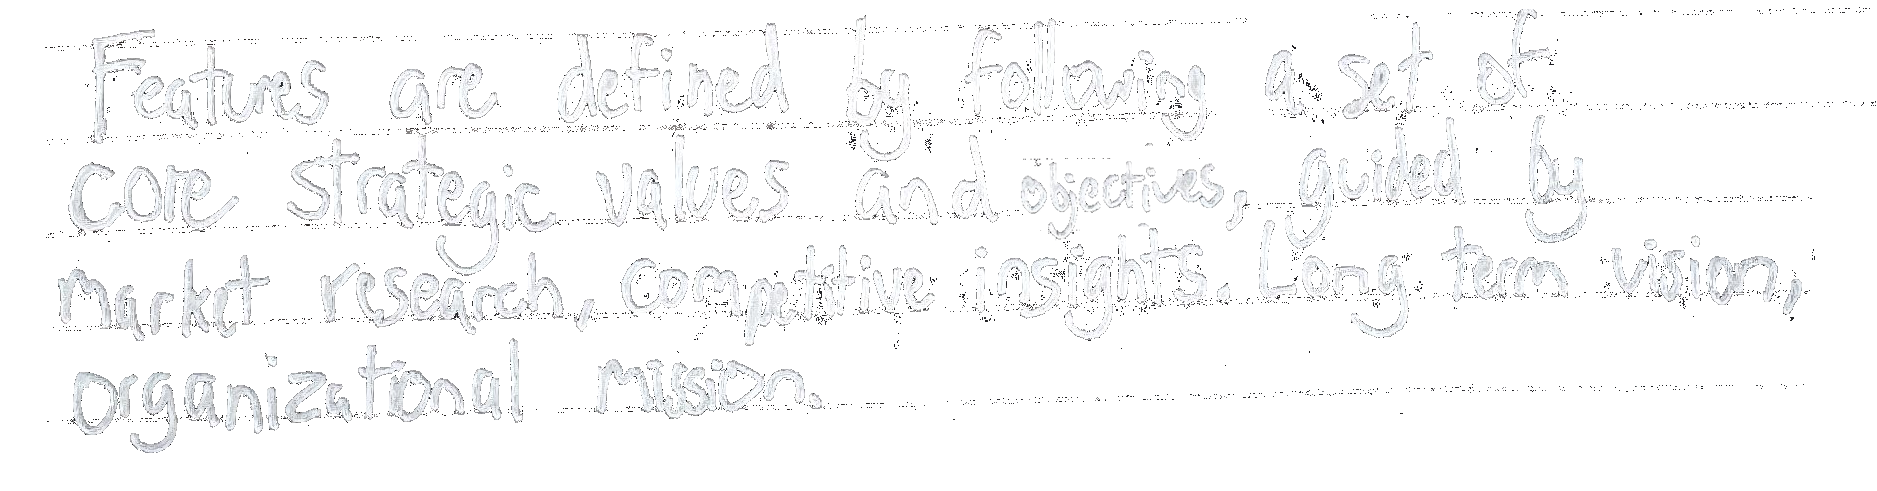 Features are defined by following a set of
core strategic values and objectives, guided by
market research, competitive insights. Long term vision,
organizational mission.